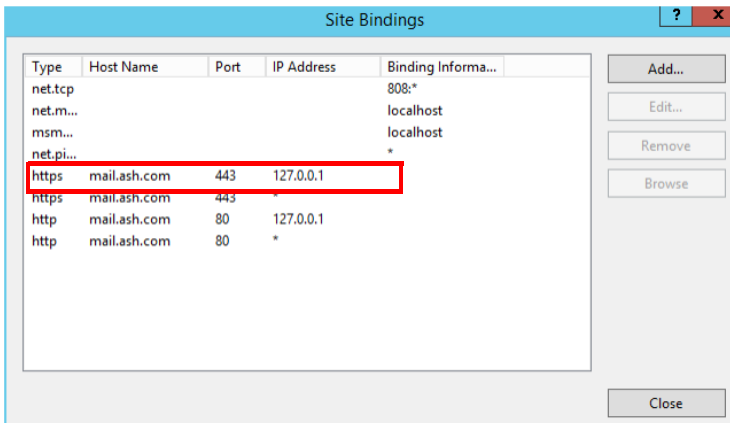 Site Bindings ? x
Type Host Name Port IP Address Binding Informa... Add...
net.tcp 808:*
net.m... localhost Edit...
msm... localhost
net.pi... * Remove
https mail.ash.com 443 127.0.0.1 Browse
https mail.ash.com 443 *
http mail.ash.com 80 127.0.0.1
http mail.ash.com 80 *
Close